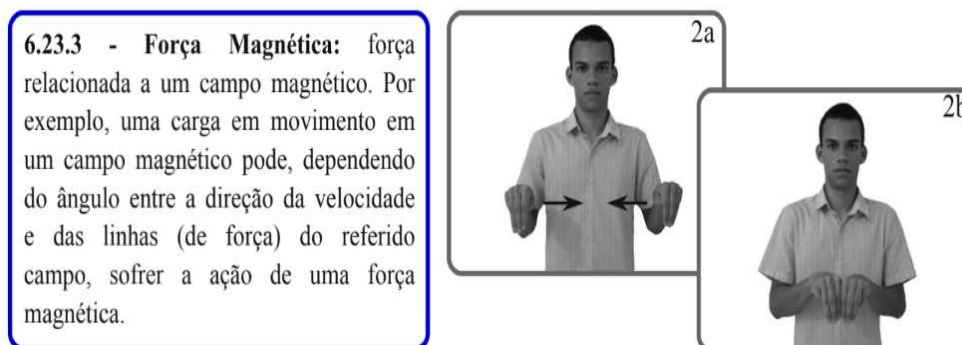 6.23.3 - Força Magnética: força
relacionada a um campo magnético. Por
exemplo, uma carga em movimento em
um campo magnético pode, dependendo
do ângulo entre a direção da velocidade
e das linhas (de força) do referido
campo, sofrer a ação de uma força
magnética.
2a
2b